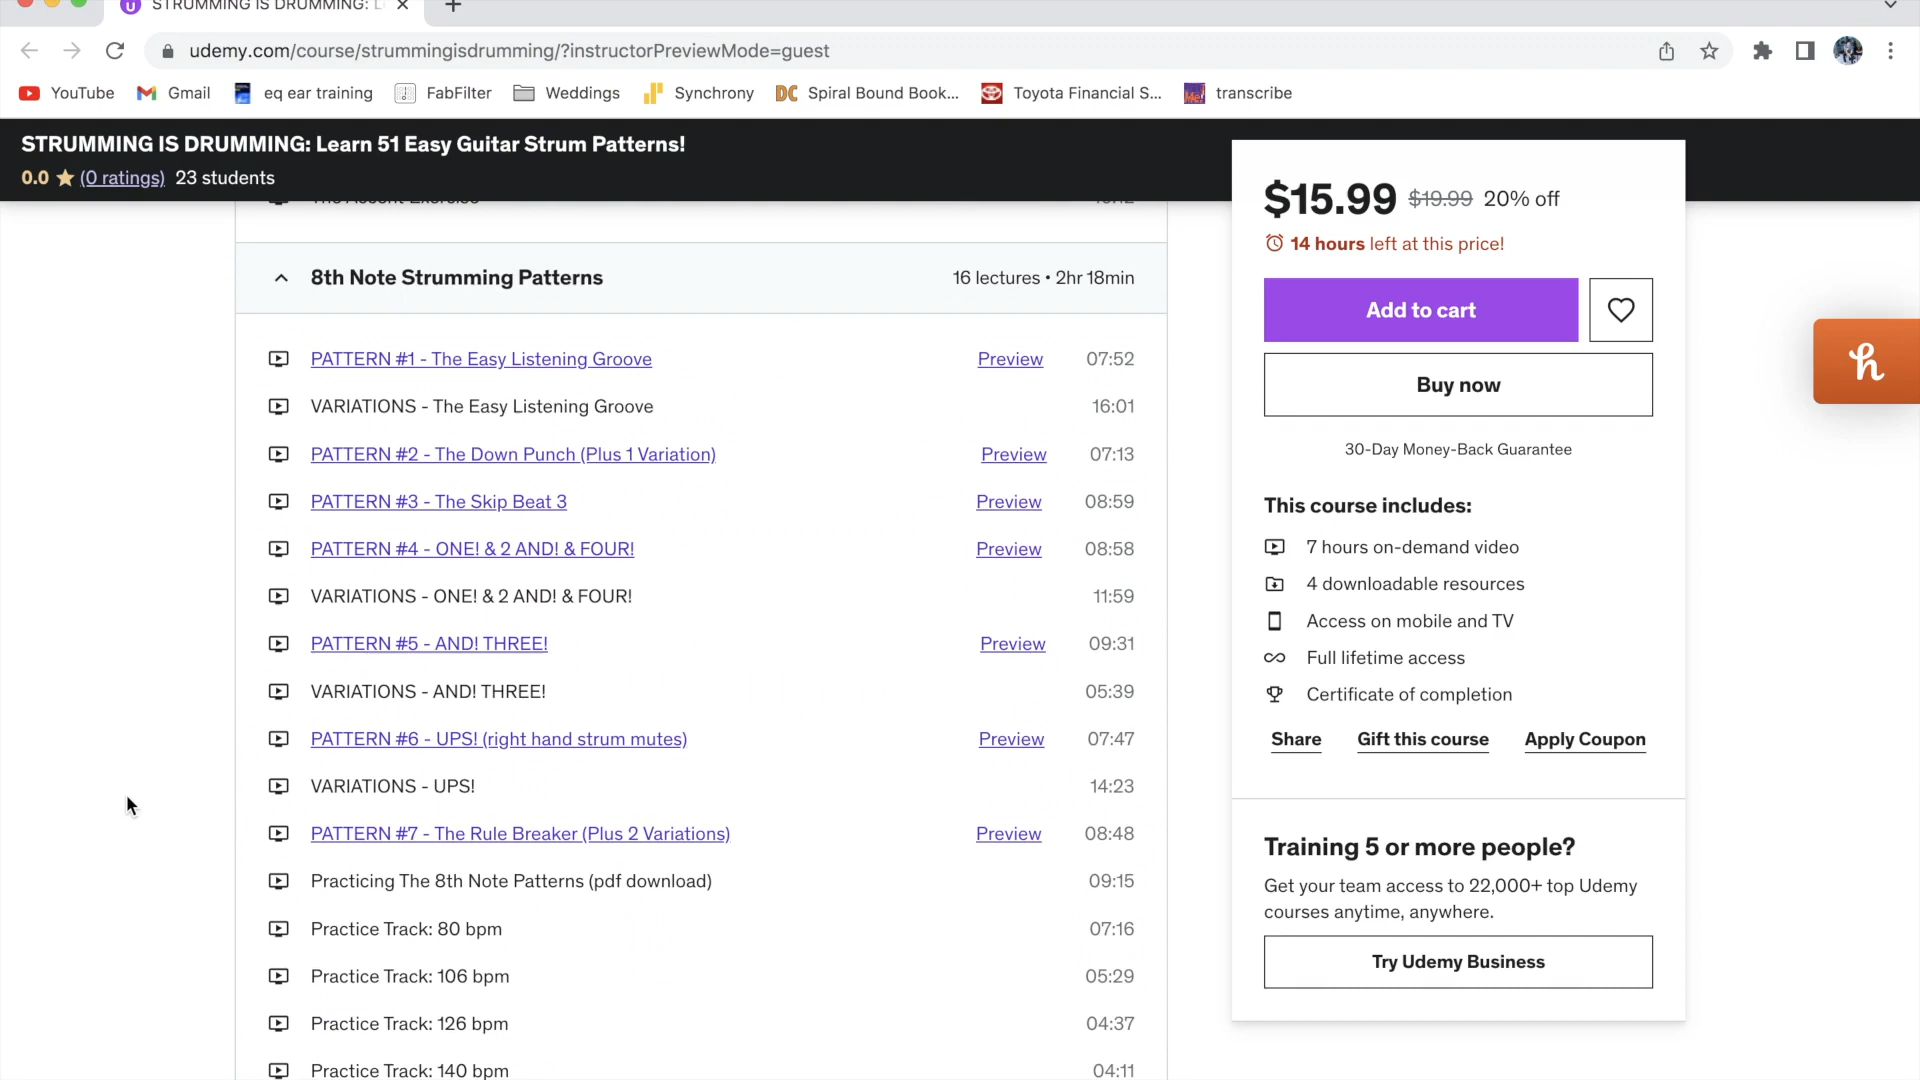 STRUMMING IS DRUMMING: L
udemy.com/course/strummingisdrumming/?instructorPreviewMode=guest
YouTube Gmail eq ear training FabFilter Weddings Synchrony DC Spiral Bound Book... Toyota Financial S... transcribe
STRUMMING IS DRUMMING: Learn 51 Easy Guitar Strum Patterns!
0.0 (0 ratings) 23 students
The Accent Exercise
8th Note Strumming Patterns 16 lectures • 2hr 18min
PATTERN #1 - The Easy Listening Groove Preview 07:52
VARIATIONS - The Easy Listening Groove 16:01
PATTERN #2 - The Down Punch (Plus 1 Variation) Preview 07:13
PATTERN #3 - The Skip Beat 3 Preview 08:59
PATTERN #4 - ONE! & 2 AND! & FOUR! Preview 08:58
VARIATIONS - ONE! & 2 AND! & FOUR! 11:59
PATTERN #5 - AND! THREE! Preview 09:31
VARIATIONS - AND! THREE! 05:39
PATTERN #6 - UPS! (right hand strum mutes) Preview 07:47
VARIATIONS - UPS! 14:23
PATTERN #7 - The Rule Breaker (Plus 2 Variations) Preview 08:48
Practicing The 8th Note Patterns (pdf download) 09:15
Practice Track: 80 bpm 07:16
Practice Track: 106 bpm 05:29
Practice Track: 126 bpm 04:37
Practice Track: 140 bpm 04:11
$15.99 $19.99 20% off
14 hours left at this price!
Add to cart
Buy now
30-Day Money-Back Guarantee
This course includes:
7 hours on-demand video
4 downloadable resources
Access on mobile and TV
Full lifetime access
Certificate of completion
Share Gift this course Apply Coupon
Training 5 or more people?
Get your team access to 22,000+ top Udemy
courses anytime, anywhere.
Try Udemy Business
h